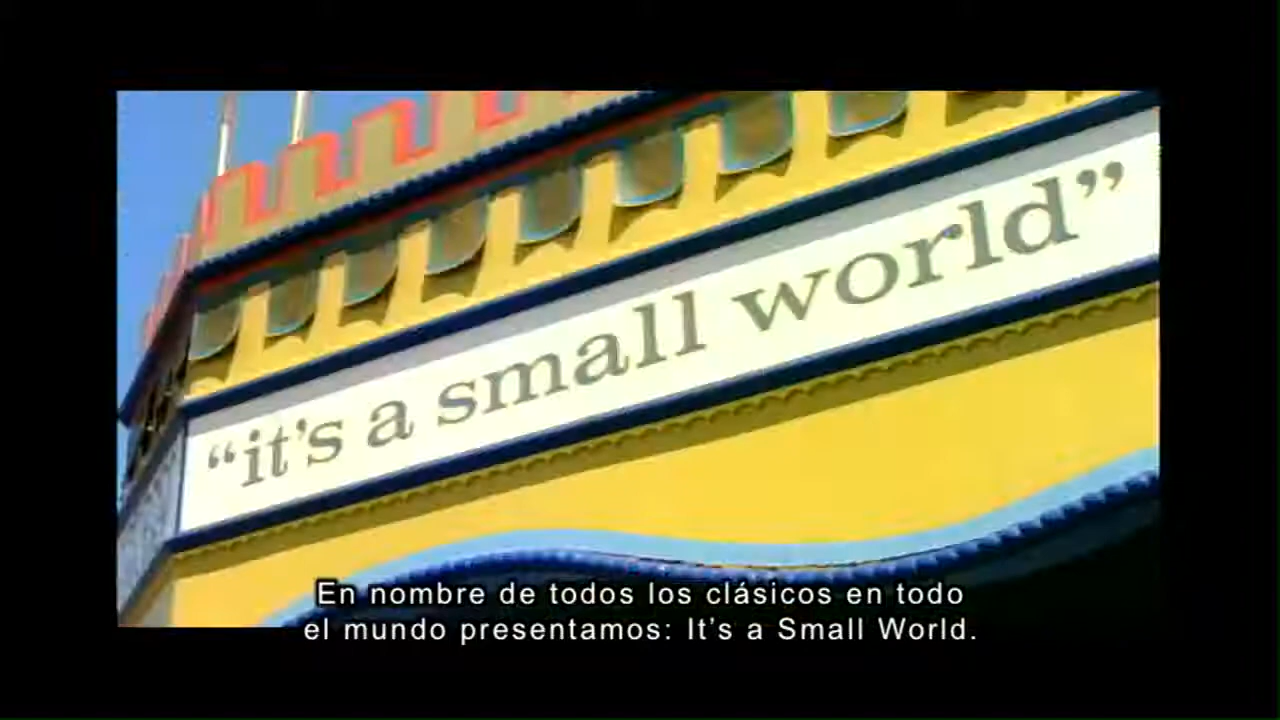 “it’s a small world”
En nombre de todos los clásicos en todo
el mundo presentamos: It’s a Small World.